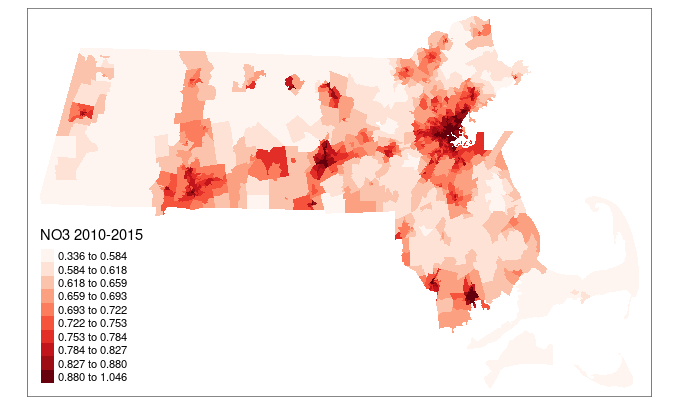 NO3 2010-2015
0.336 to 0.584
0.584 to 0.618
0.618 to 0.659
0.659 to 0.693
0.693 to 0.722
0.722 to 0.753
0.753 to 0.784
0.784 to 0.827
0.827 to 0.880
0.880 to 1.046